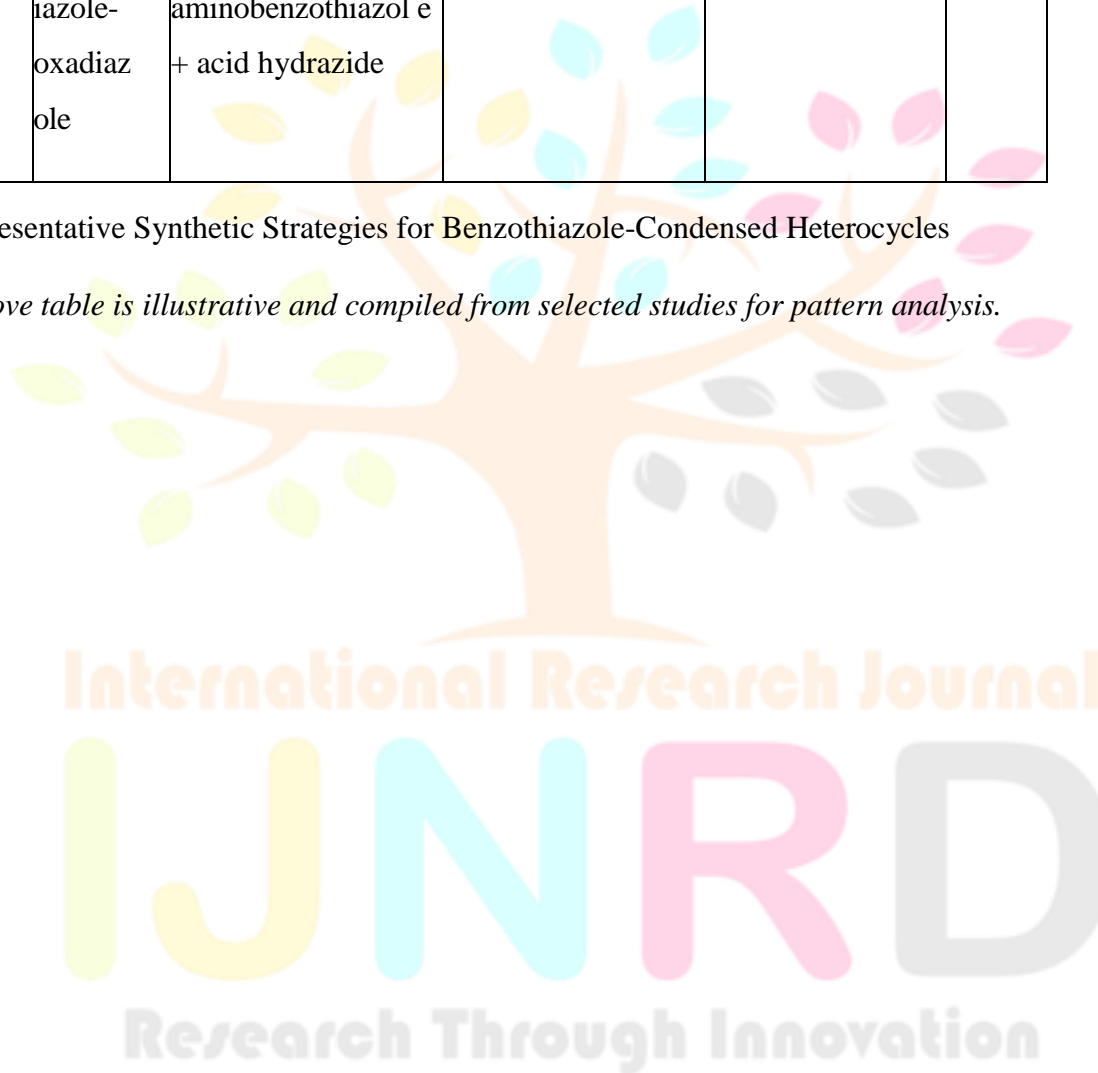 iazole- aminobenzothiazol e
oxadiaz + acid hydrazide
ole
esentative Synthetic Strategies for Benzothiazole-Condensed Heterocycles
ove table is illustrative and compiled from selected studies for pattern analysis.
International Research Journal
IJNRD
Research Through Innovation